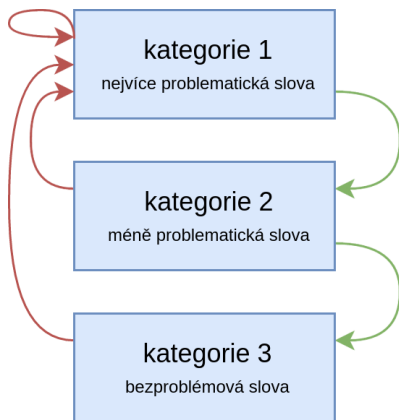 kategorie 1
nejvíce problematická slova
kategorie 2
méně problematická slova
kategorie 3
bezproblémová slova